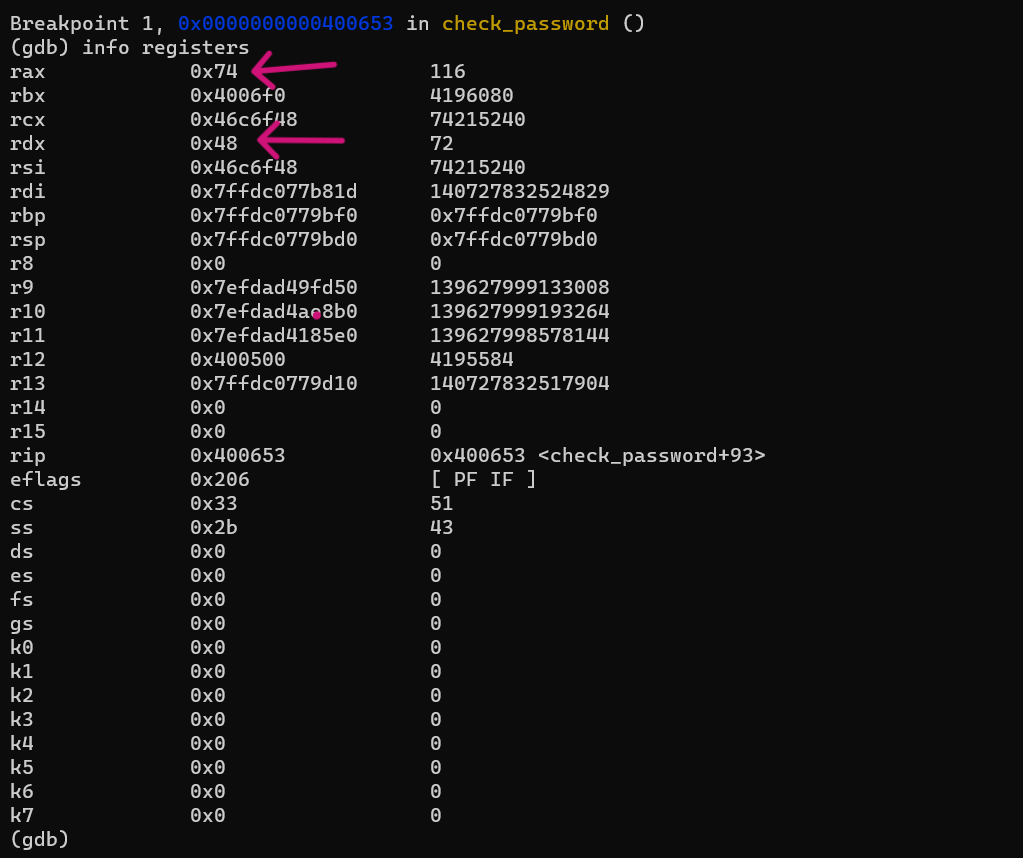 Breakpoint 1, 0x0000000000400653 in check_password ()
(gdb) info registers
rax 0x74 116
rbx 0x4006f0 4196080
rcx 0x46c6f48 74215240
rdx 0x48 72
rsi 0x46c6f48 74215240
rdi 0x7ffdc077b81d 140727832524829
rbp 0x7ffdc0779bf0 0x7ffdc0779bf0
rsp 0x7ffdc0779bd0 0x7ffdc0779bd0
r8 0x0 0
r9 0x7efdad49fd50 139627999133008
r10 0x7efdad4ae8b0 139627999193264
r11 0x7efdad4185e0 139627998578144
r12 0x400500 4195584
r13 0x7ffdc0779d10 140727832517904
r14 0x0 0
r15 0x0 0
rip 0x400653 0x400653 <check_password+93>
eflags 0x206 [ PF IF ]
cs 0x33 51
ss 0x2b 43
ds 0x0 0
es 0x0 0
fs 0x0 0
gs 0x0 0
k0 0x0 0
k1 0x0 0
k2 0x0 0
k3 0x0 0
k4 0x0 0
k5 0x0 0
k6 0x0 0
k7 0x0 0
(gdb)